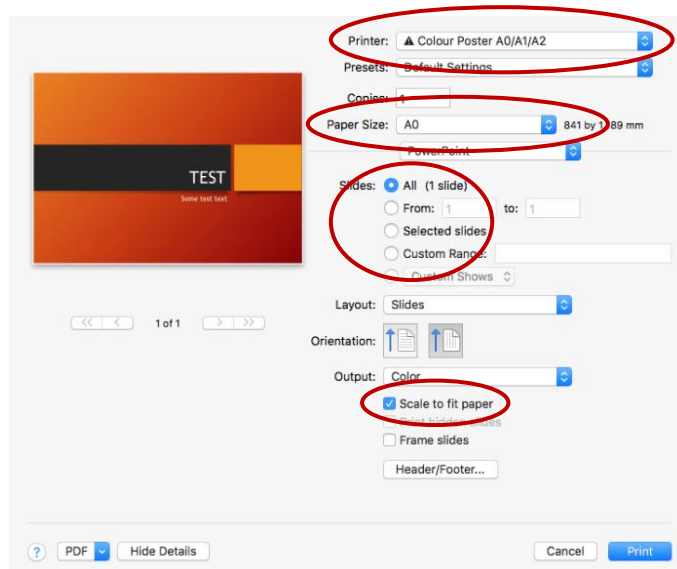 Printer: Colour Poster A0/A1/A2
Presets: Default Settings
Copies: 1
Paper Size: A0 841 by 1189 mm
PowerPoint
TEST
Some test text
Slides: All (1 slide)
From: 1 to: 1
Selected slides
Custom Range:
Custom Shows
<< < 1 of 1 > >>
Layout: Slides
Orientation:
Output: Color
Scale to fit paper
Print hidden slides
Frame slides
Header/Footer...
? PDF Hide Details Cancel Print